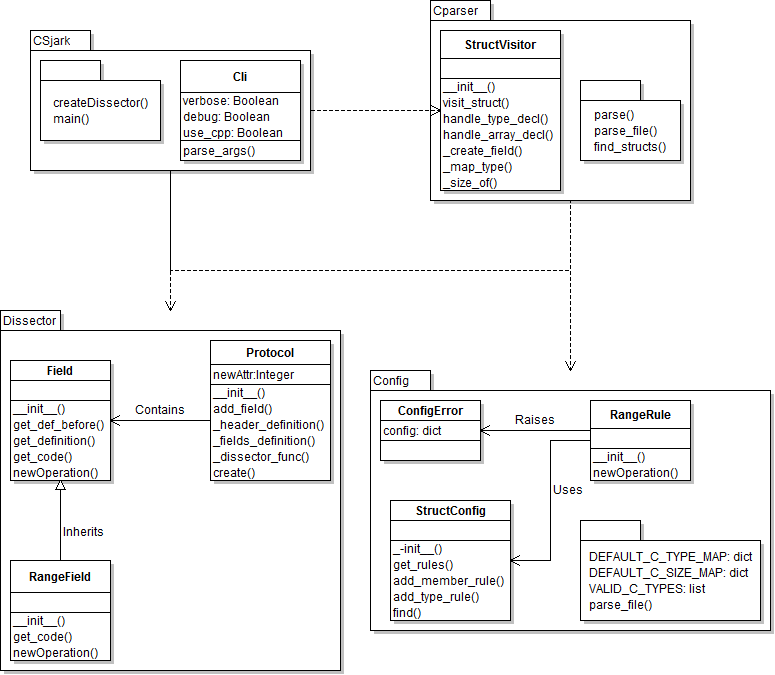 CSjark
createDissector()
main()
Cli
verbose: Boolean
debug: Boolean
use_cpp: Boolean
parse_args()
Cparser
StructVisitor
__init__()
visit_struct()
handle_type_decl()
handle_array_decl()
_create_field()
_map_type()
_size_of()
parse()
parse_file()
find_structs()
Dissector
Field
__init__()
get_def_before()
get_definition()
get_code()
newOperation()
Contains
Protocol
newAttr:Integer
__init__()
add_field()
_header_definition()
_fields_definition()
_dissector_func()
create()
Inherits
RangeField
__init__()
get_code()
newOperation()
Config
ConfigError
config: dict
Raises
RangeRule
__init__()
newOperation()
Uses
StructConfig
_-init__()
get_rules()
add_member_rule()
add_type_rule()
find()
DEFAULT_C_TYPE_MAP: dict
DEFAULT_C_SIZE_MAP: dict
VALID_C_TYPES: list
parse_file()